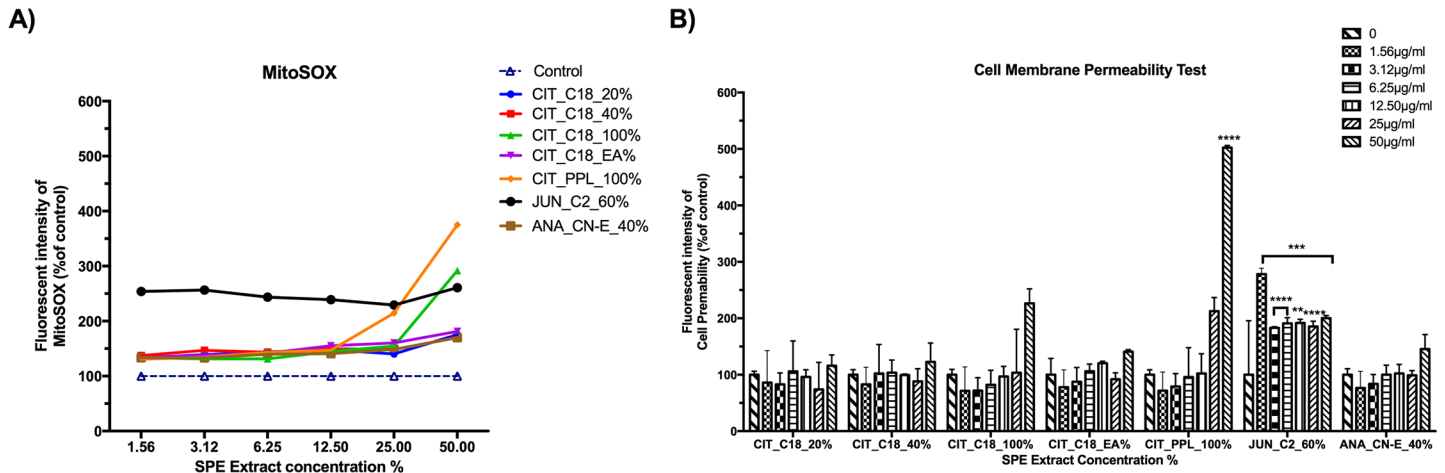 A)
MitoSOX
Fluorescent intensity of
MitoSOX (%of control)
600
500
400
300
200
100
0
1.56
3.12
6.25
12.50
25.00
50.00
SPE Extract concentration %
Control
CIT_C18_20%
CIT_C18_40%
CIT_C18_100%
CIT_C18_EA%
CIT_PPL_100%
JUN_C2_60%
ANA_CN-E_40%
B)
Cell Membrane Permeability Test
Fluorescent intensity of
Cell Premability (%of control)
600
500
400
300
200
100
0
****
***
****
**
****
CIT_C18_20%
CIT_C18_40%
CIT_C18_100%
CIT_C18_EA%
CIT_PPL_100%
JUN_C2_60%
ANA_CN-E_40%
SPE Extract Concentration %
0
1.56µg/ml
3.12µg/ml
6.25µg/ml
12.50µg/ml
25µg/ml
50µg/ml